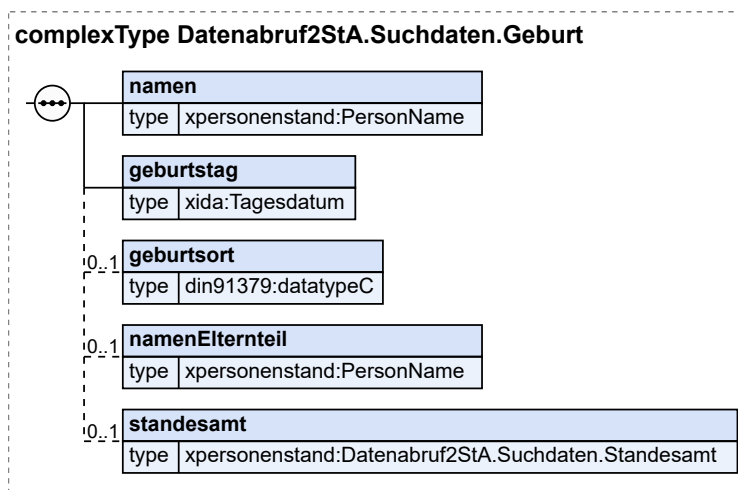 complexType Datenabruf2StA.Suchdaten.Geburt
namen
type xpersonenstand:PersonName
geburtstag
type xida:Tagesdatum
0..1 geburtsort
type din91379:datatypeC
0..1 namenElternteil
type xpersonenstand:PersonName
0..1 standesamt
type xpersonenstand:Datenabruf2StA.Suchdaten.Standesamt